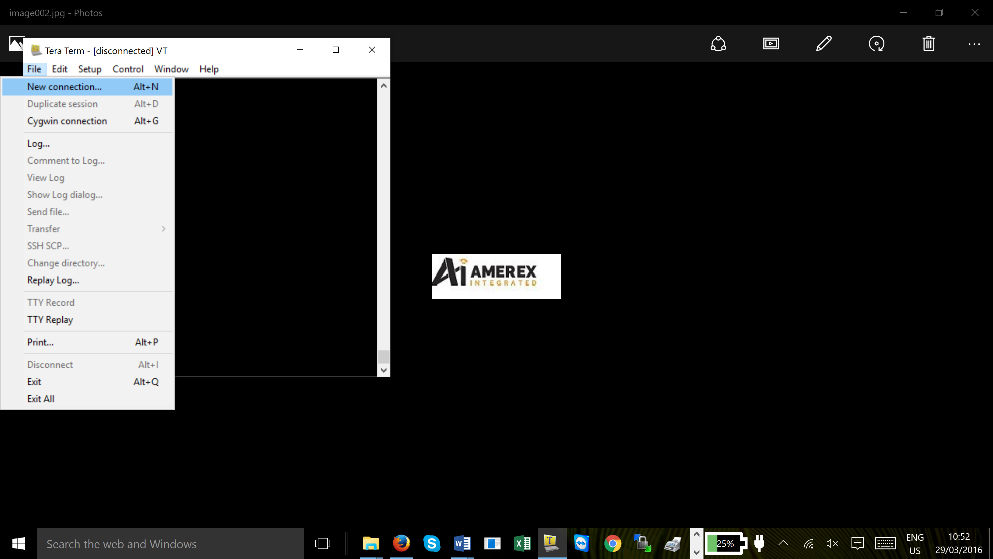 image002.jpg - Photos
Tera Term - [disconnected] VT
File Edit Setup Control Window Help
New connection... Alt+N
Duplicate session Alt+D
Cygwin connection Alt+G
Log...
Comment to Log...
View Log
Show Log dialog...
Send file...
Transfer
SSH SCP...
Change directory...
Replay Log...
TTY Record
TTY Replay
Print... Alt+P
Disconnect Alt+I
Exit Alt+Q
Exit All
Ai AMEREX
INTEGRATED
Search the web and Windows
25%
ENG
US
10:52
29/03/2016